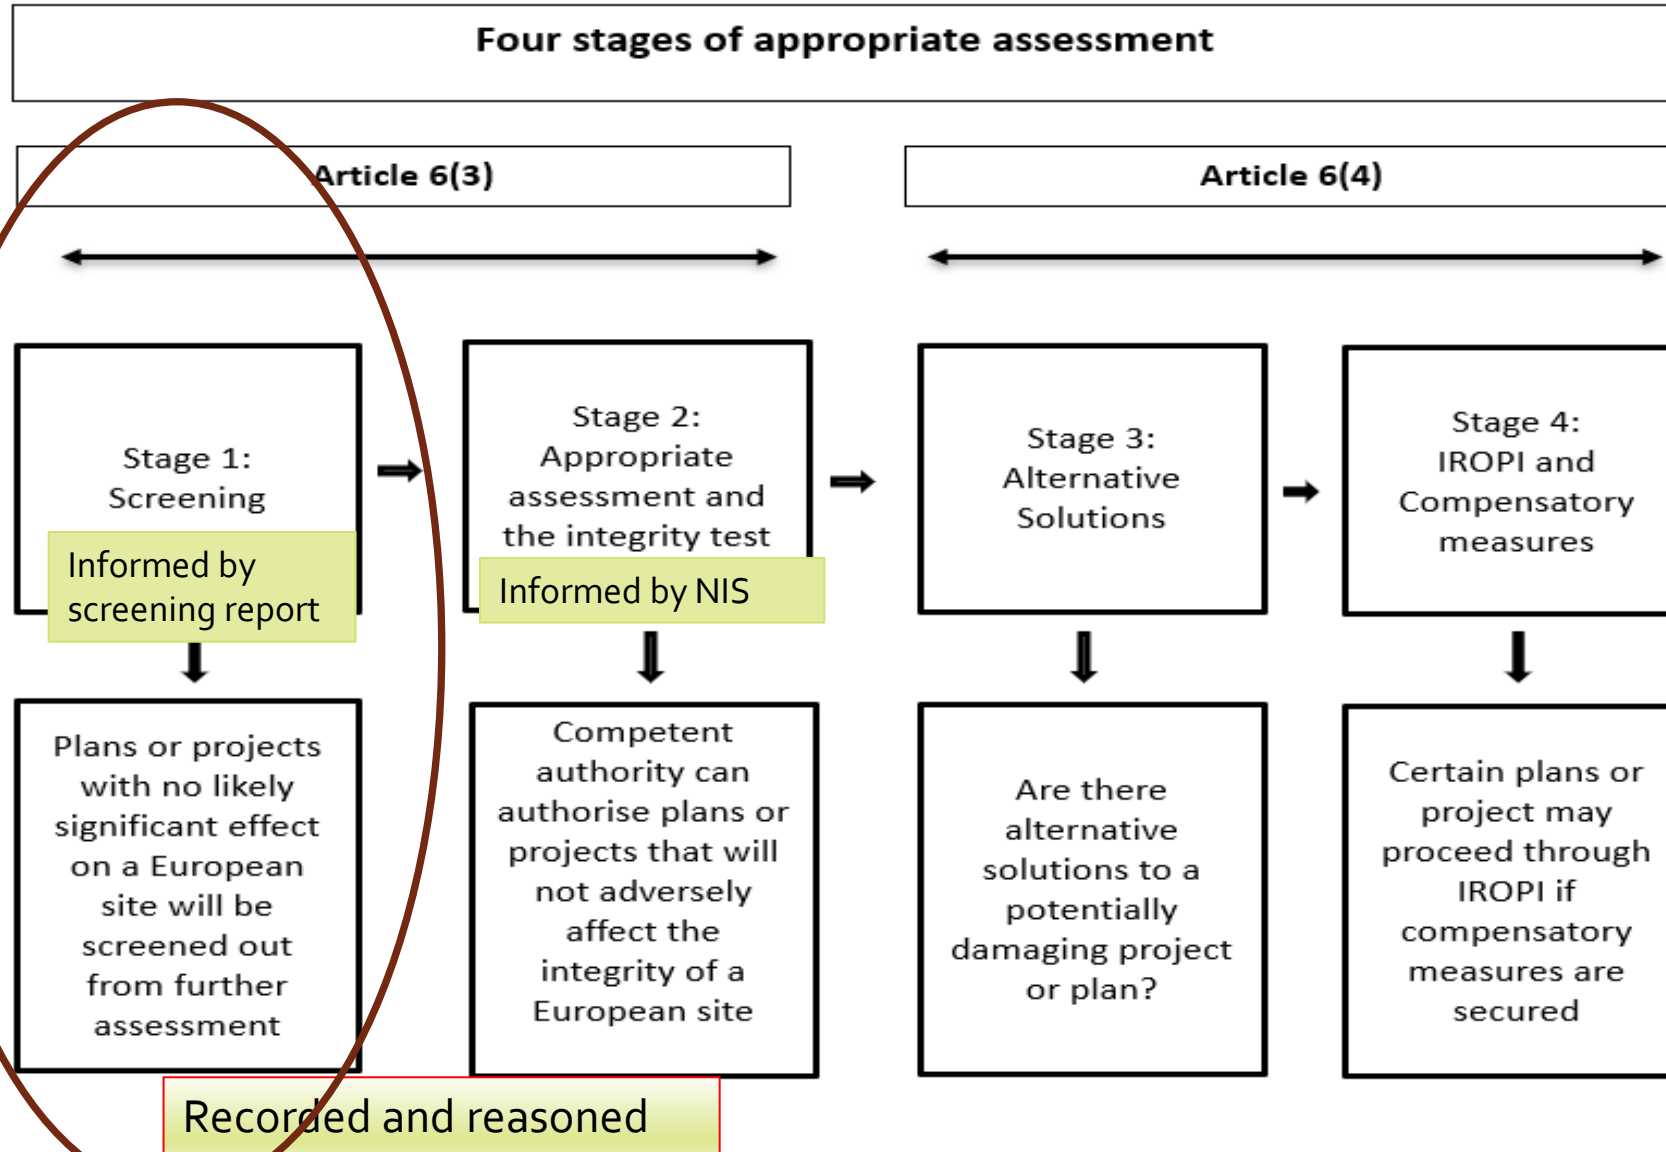 Four stages of appropriate assessment
Article 6(3)
Article 6(4)
Stage 1:
Screening
Informed by
screening report
Stage 2:
Appropriate
assessment and
the integrity test
Informed by NIS
Stage 3:
Alternative
Solutions
Stage 4:
IROPI and
Compensatory
measures
Plans or projects
with no likely
significant effect
on a European
site will be
screened out
from further
assessment
Competent
authority can
authorise plans or
projects that will
not adversely
affect the
integrity of a
European site
Are there
alternative
solutions to a
potentially
damaging project
or plan?
Certain plans or
project may
proceed through
IROPI if
compensatory
measures are
secured
Recorded and reasoned